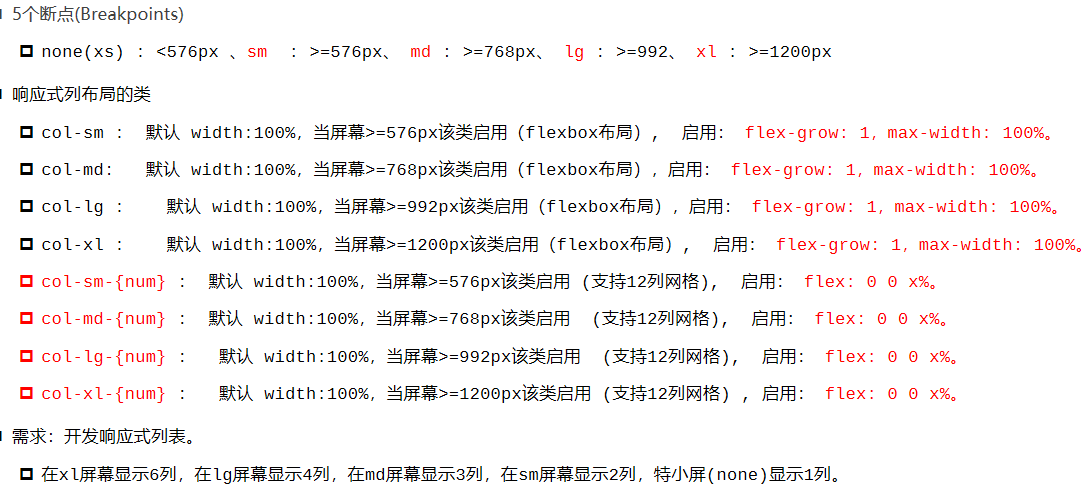 5个断点(Breakpoints)
none(xs) : <576px 、sm : >=576px、 md : >=768px、 lg : >=992、 xl : >=1200px
响应式列布局的类
col-sm : 默认 width:100%，当屏幕>=576px该类启用（flexbox布局）， 启用: flex-grow: 1，max-width: 100%。
col-md: 默认 width:100%，当屏幕>=768px该类启用（flexbox布局），启用: flex-grow: 1，max-width: 100%。
col-lg : 默认 width:100%，当屏幕>=992px该类启用（flexbox布局），启用: flex-grow: 1，max-width: 100%。
col-xl : 默认 width:100%，当屏幕>=1200px该类启用（flexbox布局）， 启用: flex-grow: 1，max-width: 100%。
col-sm-{num} : 默认 width:100%，当屏幕>=576px该类启用 (支持12列网格)， 启用: flex: 0 0 x%。
col-md-{num} : 默认 width:100%，当屏幕>=768px该类启用 (支持12列网格)， 启用: flex: 0 0 x%。
col-lg-{num} : 默认 width:100%，当屏幕>=992px该类启用 (支持12列网格)， 启用: flex: 0 0 x%。
col-xl-{num} : 默认 width:100%，当屏幕>=1200px该类启用 (支持12列网格) ，启用: flex: 0 0 x%。
需求: 开发响应式列表。
在xl屏幕显示6列，在lg屏幕显示4列，在md屏幕显示3列，在sm屏幕显示2列，特小屏(none)显示1列。